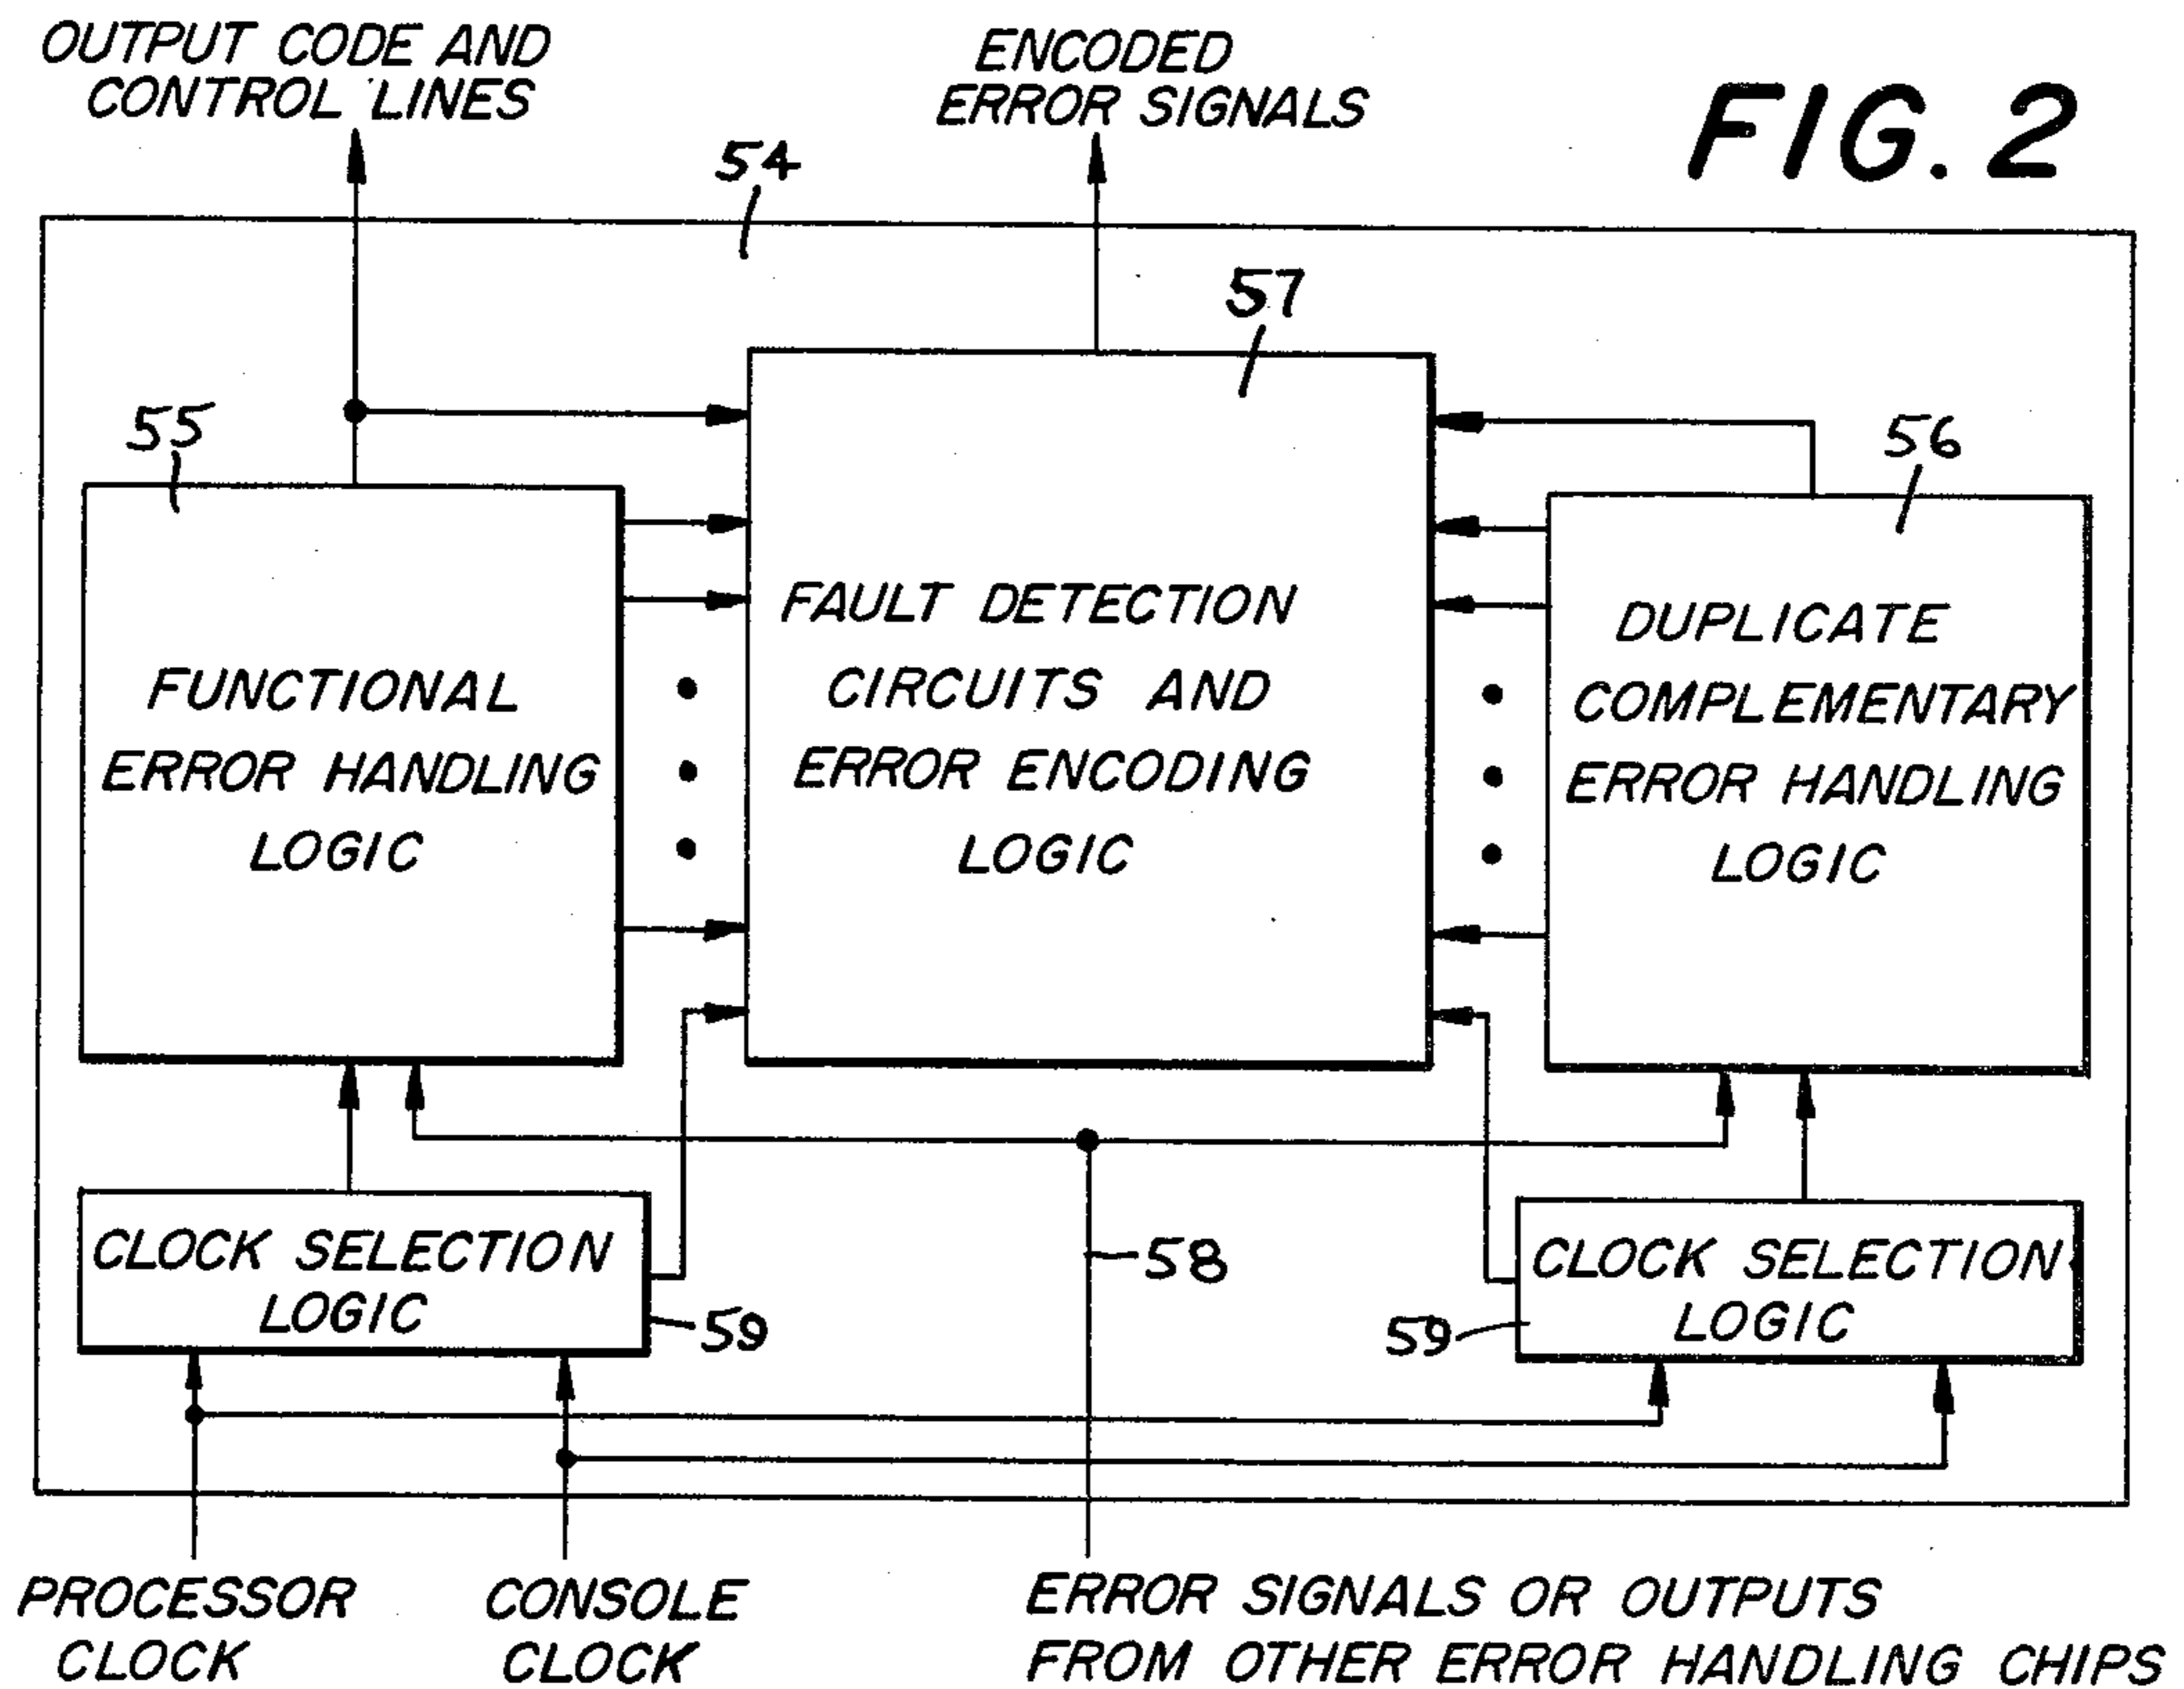 OUTPUT CODE AND
CONTROL LINES
ENCODED
ERROR SIGNALS
FIG. 2
54
57
55
56
FUNCTIONAL
ERROR HANDLING
LOGIC
FAULT DETECTION
CIRCUITS AND
ERROR ENCODING
LOGIC
DUPLICATE
COMPLEMENTARY
ERROR HANDLING
LOGIC
CLOCK SELECTION
LOGIC
59
58
59
CLOCK SELECTION
LOGIC
PROCESSOR
CLOCK
CONSOLE
CLOCK
ERROR SIGNALS OR OUTPUTS
FROM OTHER ERROR HANDLING CHIPS